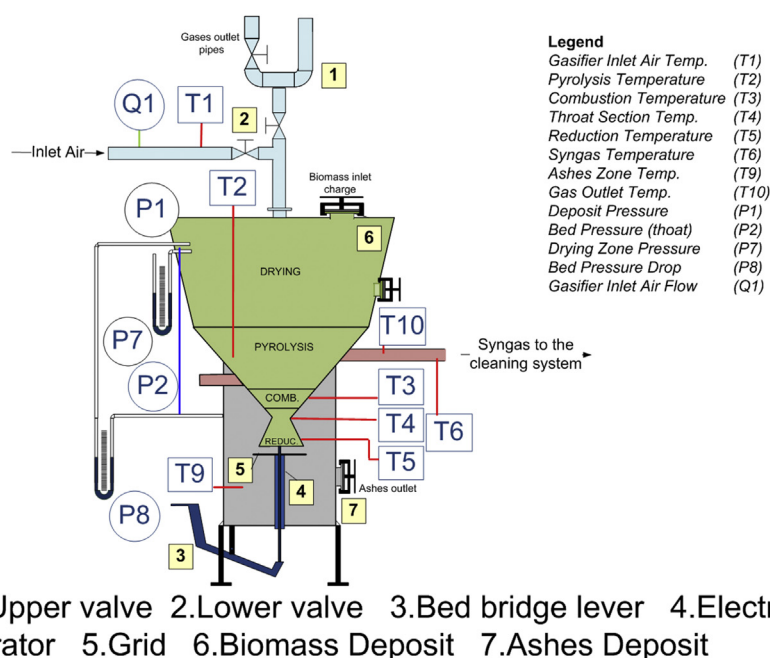 Gases outlet
pipes
1
Q1
T1
2
Inlet Air
T2
Biomass inlet
charge
P1
6
DRYING
P7
PYROLYSIS
T10
Syngas to the
cleaning system
P2
COMB.
T3
T4
T6
REDUC.
T5
5
T9
4
Ashes outlet
P8
7
3
Legend
Gasifier Inlet Air Temp. (T1)
Pyrolysis Temperature (T2)
Combustion Temperature (T3)
Throat Section Temp. (T4)
Reduction Temperature (T5)
Syngas Temperature (T6)
Ashes Zone Temp. (T9)
Gas Outlet Temp. (T10)
Deposit Pressure (P1)
Bed Pressure (thoat) (P2)
Drying Zone Pressure (P7)
Bed Pressure Drop (P8)
Gasifier Inlet Air Flow (Q1)
Upper valve 2.Lower valve 3.Bed bridge lever 4.Electr
rator 5.Grid 6.Biomass Deposit 7.Ashes Deposit